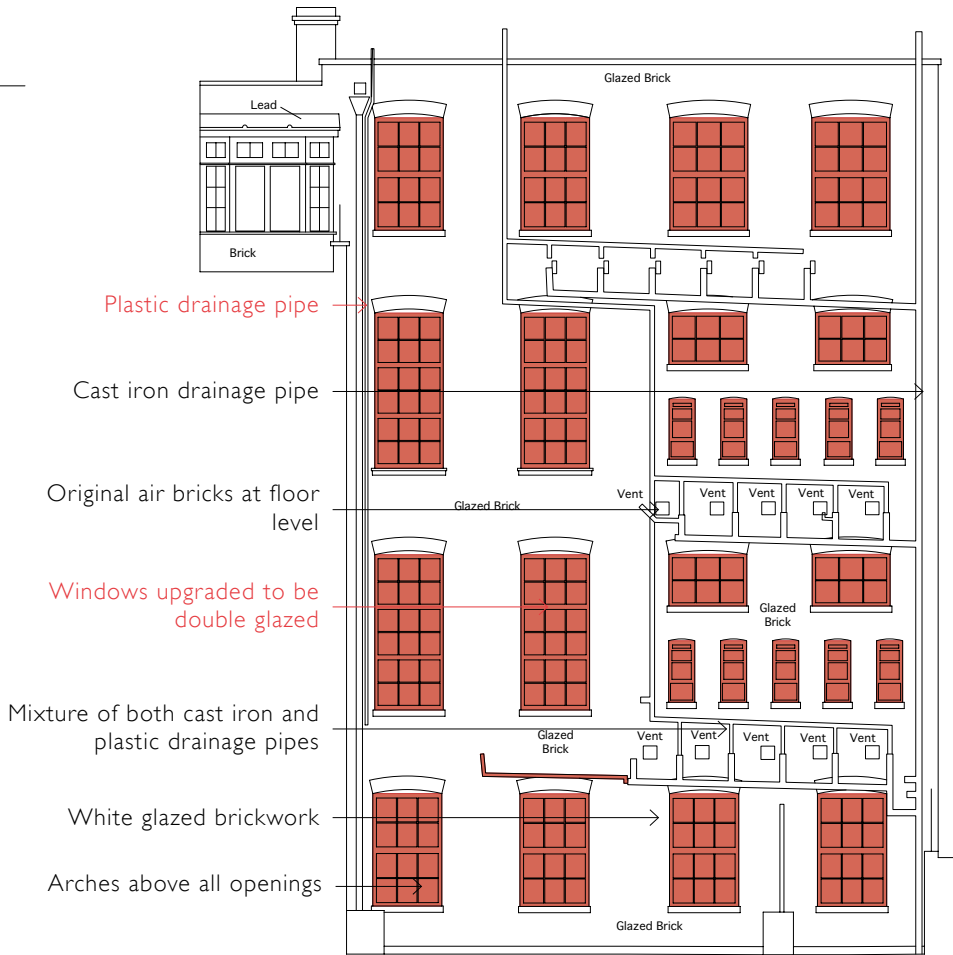 Glazed Brick
Lead
Brick
Plastic drainage pipe
Cast iron drainage pipe
Original air bricks at floor
level
Vent
Vent
Vent
Vent
Vent
Glazed Brick
Windows upgraded to be
double glazed
Glazed
Brick
Mixture of both cast iron and
plastic drainage pipes
Glazed
Brick
Vent
Vent
Vent
Vent
Vent
White glazed brickwork
Arches above all openings
Glazed Brick